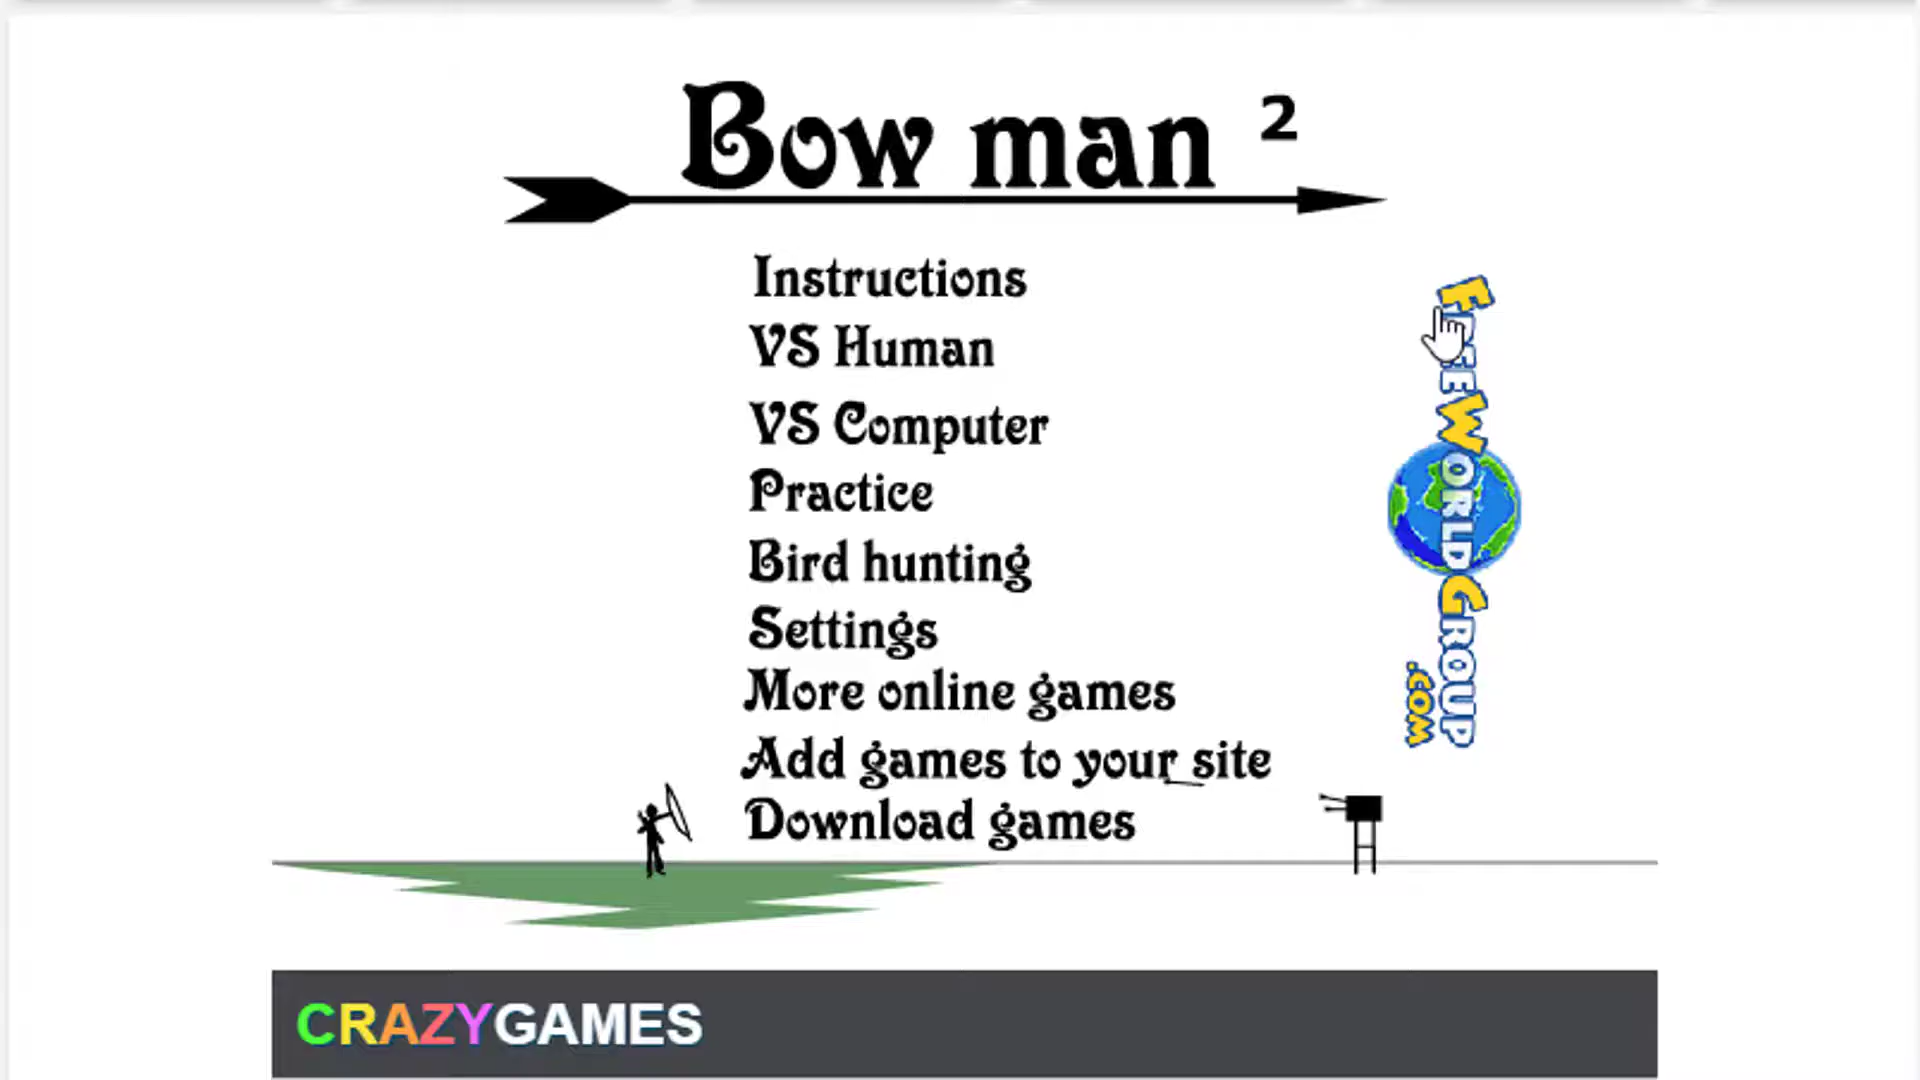 Bow man ²
Instructions
VS Human
VS Computer
Practice
Bird hunting
Settings
More online games
Add games to your site
Download games
FREEWORLDGROUP
.COM
CRAZYGAMES